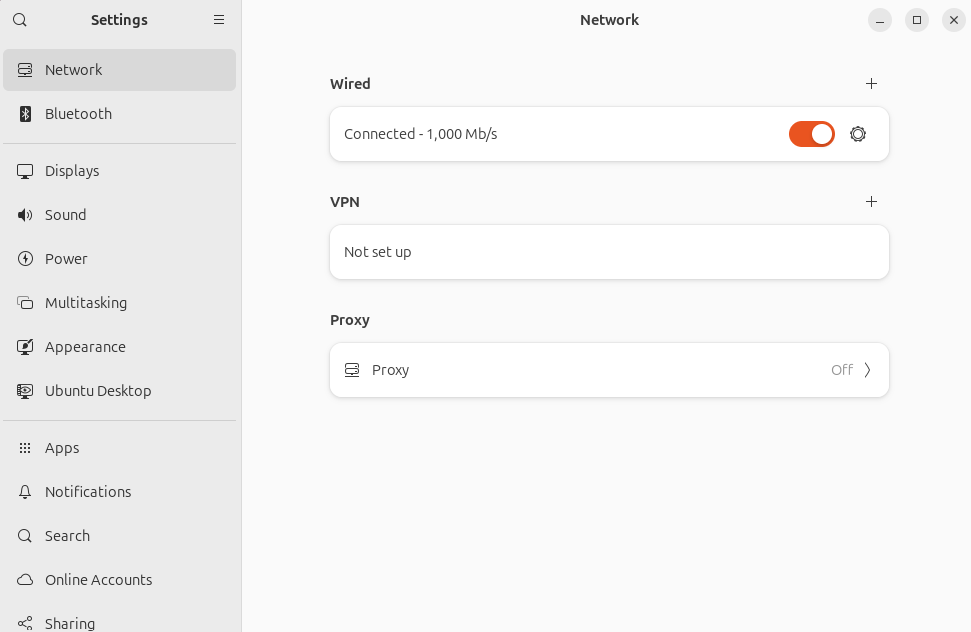 Settings
Network
Bluetooth
Displays
Sound
Power
Multitasking
Appearance
Ubuntu Desktop
Apps
Notifications
Search
Online Accounts
Sharing
Network
Wired
Connected - 1,000 Mb/s
VPN
Not set up
Proxy
Proxy Off